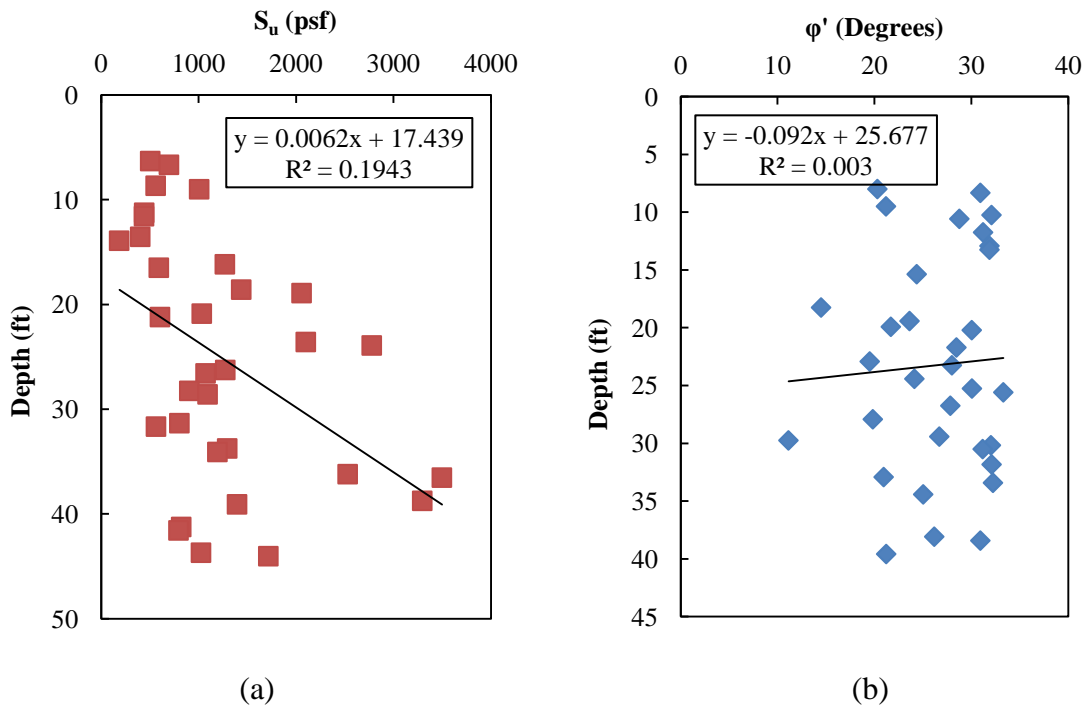 S_u (psf)
0 1000 2000 3000 4000
0
10
20
30
40
50
Depth (ft)
y = 0.0062x + 17.439
R² = 0.1943
(a)
φ' (Degrees)
0 10 20 30 40
0
5
10
15
20
25
30
35
40
45
Depth (ft)
y = -0.092x + 25.677
R² = 0.003
(b)